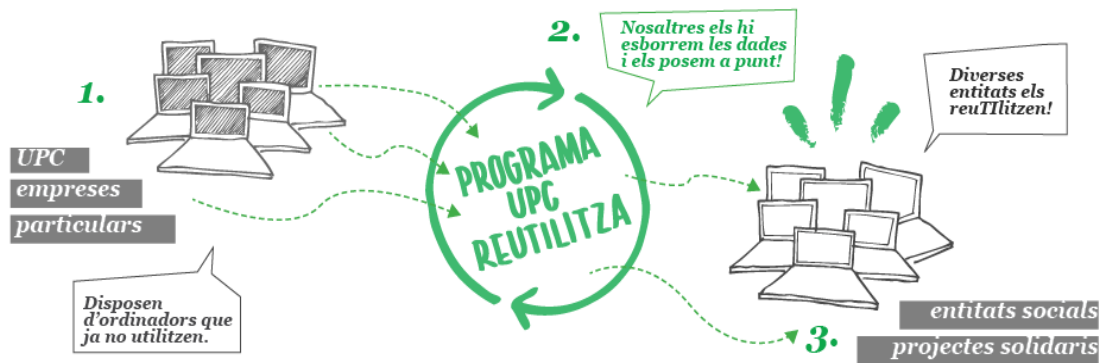 1.
UPC
empreses
particulars
Disposen
d'ordinadors que
ja no utilitzen.
2.
Nosaltres els hi
esborrem les dades
i els posem a punt!
PROGRAMA
UPC
REUTILITZA
Diverses
entitats els
reuTIlitzen!
3.
entitats socials
projectes solidaris